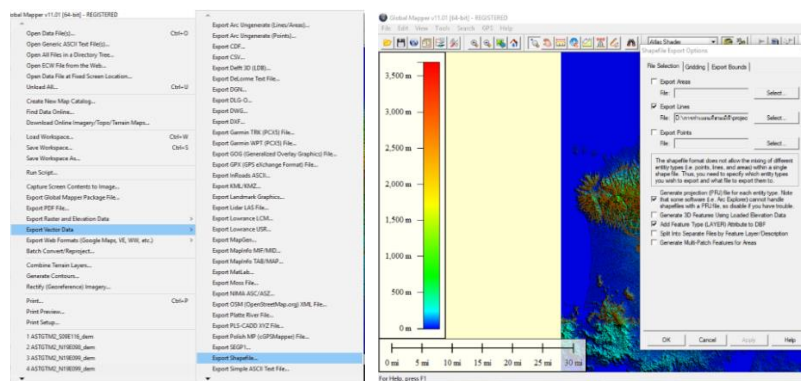 Global Mapper v11.01 [64-bit] - REGISTERED
Open Data File(s)... Ctrl+O
Open Generic ASCII Text File(s)...
Open All Files in a Directory Tree...
Open ECW File from the Web...
Open Data File at Fixed Screen Location...
Unload All... Ctrl+U
Create New Map Catalog...
Find Data Online...
Download Online Imagery/Topo/Terrain Maps...
Load Workspace... Ctrl+W
Save Workspace... Ctrl+S
Save Workspace As...
Run Script...
Capture Screen Contents to Image...
Export Global Mapper Package File...
Export PDF File...
Export Raster and Elevation Data
Export Vector Data
Export Web Formats (Google Maps, VE, WW, etc.)
Batch Convert/Reproject...
Combine Terrain Layers...
Generate Contours...
Rectify (Georeference) Imagery...
Print... Ctrl+P
Print Preview...
Print Setup...
1 ASTGTM2_S09E116_dem
2 ASTGTM2_N19E098_dem
3 ASTGTM2_N19E099_dem
4 ASTGTM2_N18E099_dem
Export Arc Ungenerate (Lines/Areas)...
Export Arc Ungenerate (Points)...
Export CDF...
Export CSV...
Export Delft 3D (LDB)...
Export DeLorme Text File...
Export DGN...
Export DLG-O...
Export DWG...
Export DXF...
Export Garmin TRK (PCX5) File...
Export Garmin WPT (PCX5) File...
Export GOG (Generalized Overlay Graphics) File...
Export GPX (GPS eXchange Format) File...
Export InRoads ASCII...
Export KML/KMZ...
Export Landmark Graphics...
Export Lidar LAS File...
Export Lowrance LCM...
Export Lowrance USR...
Export MapGen...
Export MapInfo MIF/MID...
Export MapInfo TAB/MAP...
Export MatLab...
Export Moss File...
Export NIMA ASC/ASZ...
Export OSM (OpenStreetMap.org) XML File...
Export Platte River File...
Export PLS-CADD XYZ File...
Export Polish MP (cGPSMapper) File...
Export SEGP1...
Export Shapefile...
Export Simple ASCII Text File...
Global Mapper v11.01 [64-bit] - REGISTERED
File Edit View Tools Search GPS Help
Atlas Shader
3,500 m
3,000 m
2,500 m
2,000 m
1,500 m
1,000 m
500 m
0 m
0 mi 5 mi 10 mi 15 mi 20 mi 25 mi 30 mi
For Help, press F1
Shapefile Export Options
File Selection Gridding Export Bounds
Export Areas
File: Select...
Export Lines
File: Select...
Export Points
File: Select...
The shapefile format does not allow the mixing of different
entity types (i.e. points, lines, and areas) within a single
shape file. Thus, you need to specify which entity types
you wish to export and what file to export them to.
Generate projection (PRJ) file for each entity type. Note
that some software (i.e. Arc Explorer) cannot handle
shapefiles with a PRJ file, so disable if you have trouble.
Generate 3D Features Using Loaded Elevation Data
Add Feature Type (LAYER) Attribute to DBF
Split Into Separate Files by Feature Layer/Description
Generate Multi-Patch Features for Areas
OK Cancel Apply Help